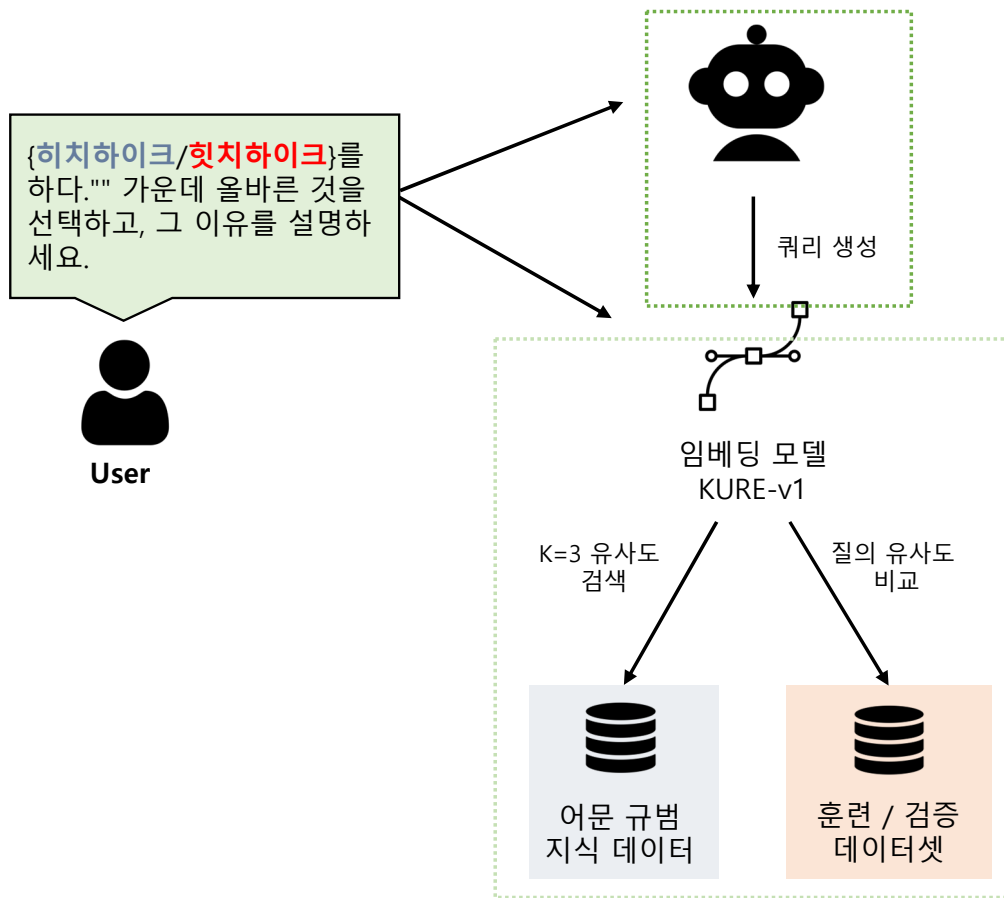 {히치하이크/힛치하이크}를
하다."" 가운데 올바른 것을
선택하고, 그 이유를 설명하
세요.
User
쿼리 생성
임베딩 모델
KURE-v1
K=3 유사도
검색
질의 유사도
비교
어문 규범
지식 데이터
훈련 / 검증
데이터셋